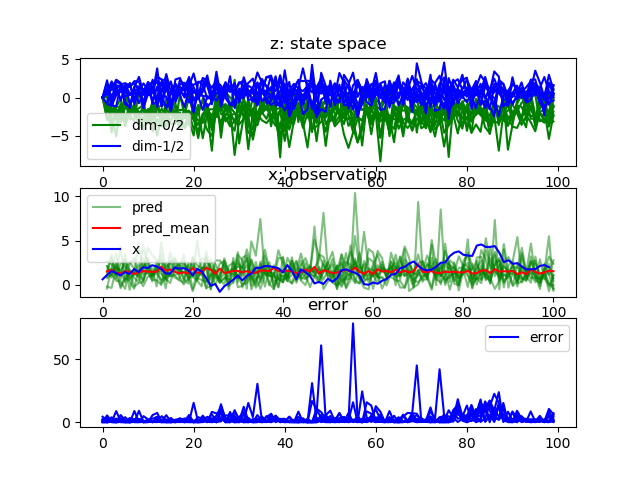 z: state space
5
0
−5
dim-0/2
dim-1/2
0 20 40 60 80 100
x: observation
10
5
0
pred
pred_mean
x
0 20 40 60 80 100
error
50
0
error
0 20 40 60 80 100